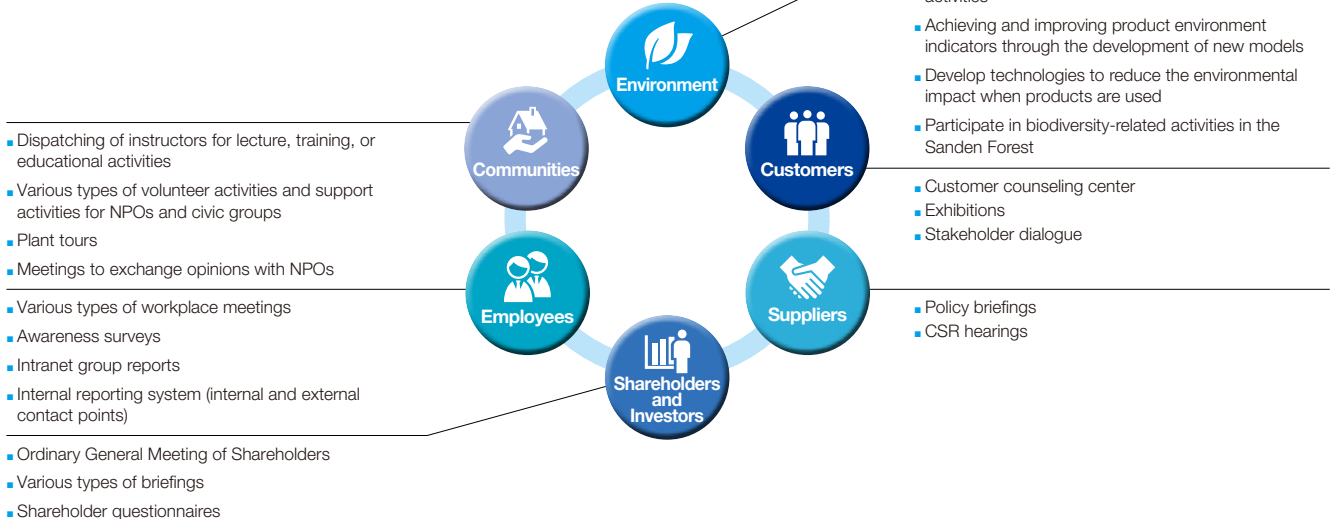 activities
■ Achieving and improving product environment
indicators through the development of new models
■ Develop technologies to reduce the environmental
impact when products are used
■ Participate in biodiversity-related activities in the
Sanden Forest
Environment
Communities
Customers
■ Dispatching of instructors for lecture, training, or
educational activities
■ Various types of volunteer activities and support
activities for NPOs and civic groups
■ Plant tours
■ Meetings to exchange opinions with NPOs
■ Customer counseling center
■ Exhibitions
■ Stakeholder dialogue
Employees
Suppliers
■ Various types of workplace meetings
■ Awareness surveys
■ Intranet group reports
■ Internal reporting system (internal and external
contact points)
■ Policy briefings
■ CSR hearings
Shareholders
and
Investors
■ Ordinary General Meeting of Shareholders
■ Various types of briefings
■ Shareholder questionnaires